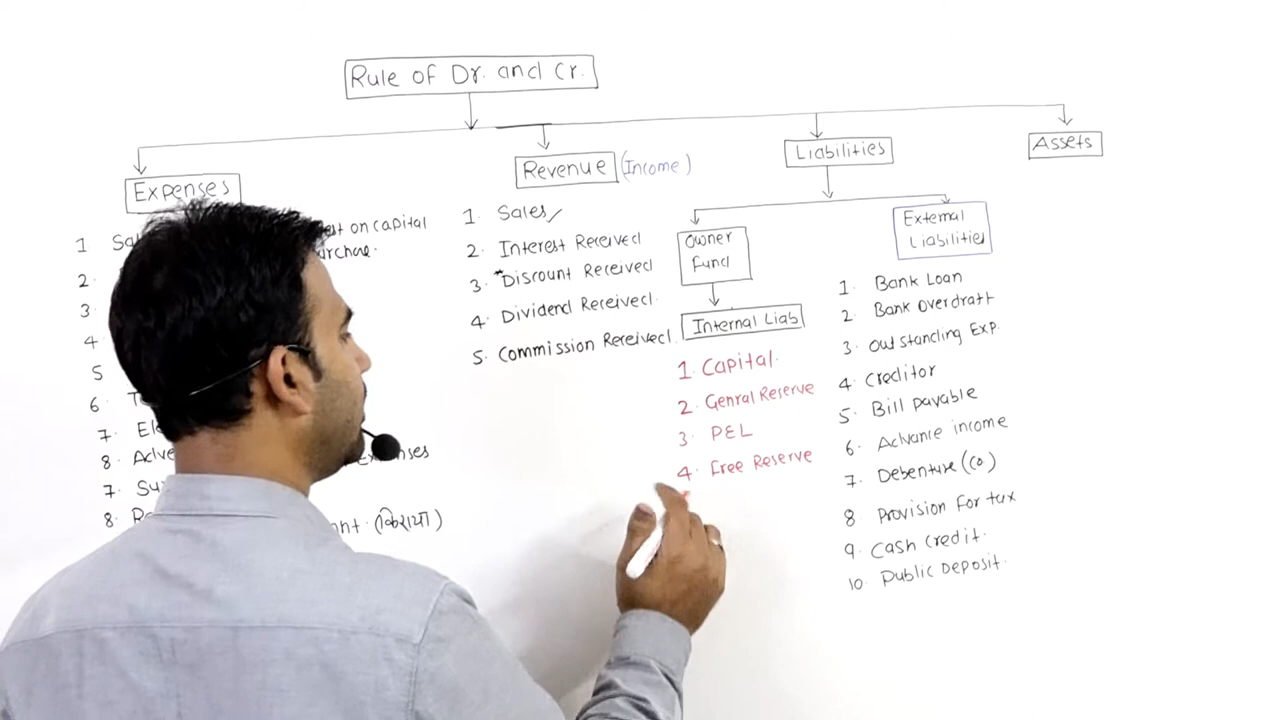 Rule of Dr. and Cr.
Expenses
1 Sal
est on capital
urchase.
2.
3.
4.
5
6
7. Ele
8. Adve
Expenses
7. Su
8. R
(किराया)
Revenue (Income)
1. Sales
2. Interest Received
3. *Discount Received
4. Dividend Received.
5. Commission Received
Liabilities
Owner
fund
Internal Liab
1. Capital.
2. Genral Reserve
3. P&L
4. Free Reserve
External
Liabilities
1. Bank Loan
2. Bank Overdraft
3. Outstanding Exp.
4. Creditor
5. Bill payable
6. Advance income
7. Debenture (co.)
8 Provision for tax
9. Cash credit.
10. Public Deposit.
Assets